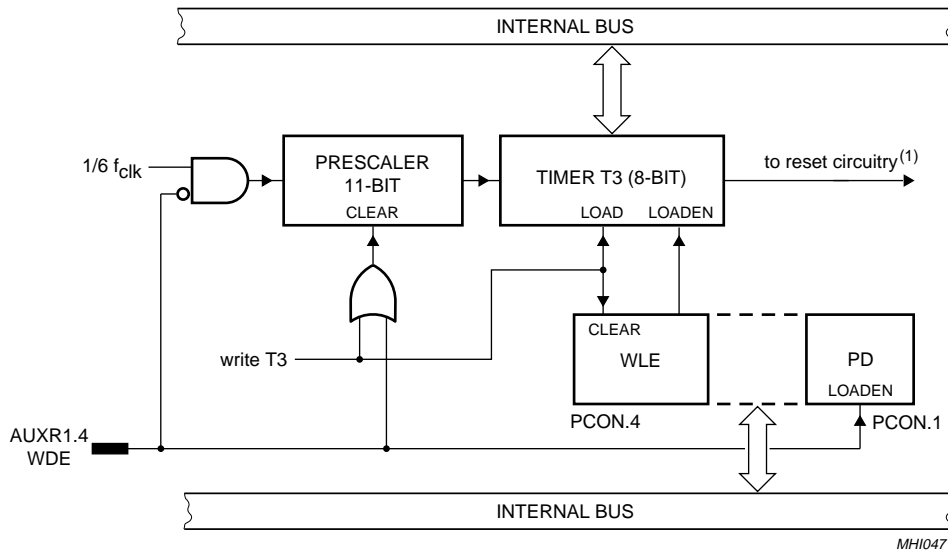 INTERNAL BUS
1/6 fclk
PRESCALER
11-BIT
CLEAR
TIMER T3 (8-BIT)
LOAD LOADEN
to reset circuitry(1)
write T3
CLEAR
WLE
PCON.4
PD
LOADEN
PCON.1
AUXR1.4
WDE
INTERNAL BUS
MHI047